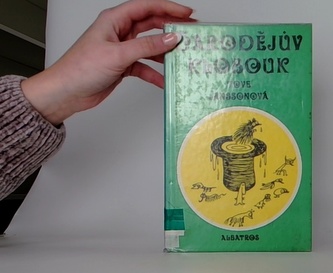 ČARODĚJŮV
KLOBOUK
TOVE
JANSSONOVÁ
ALBATROS